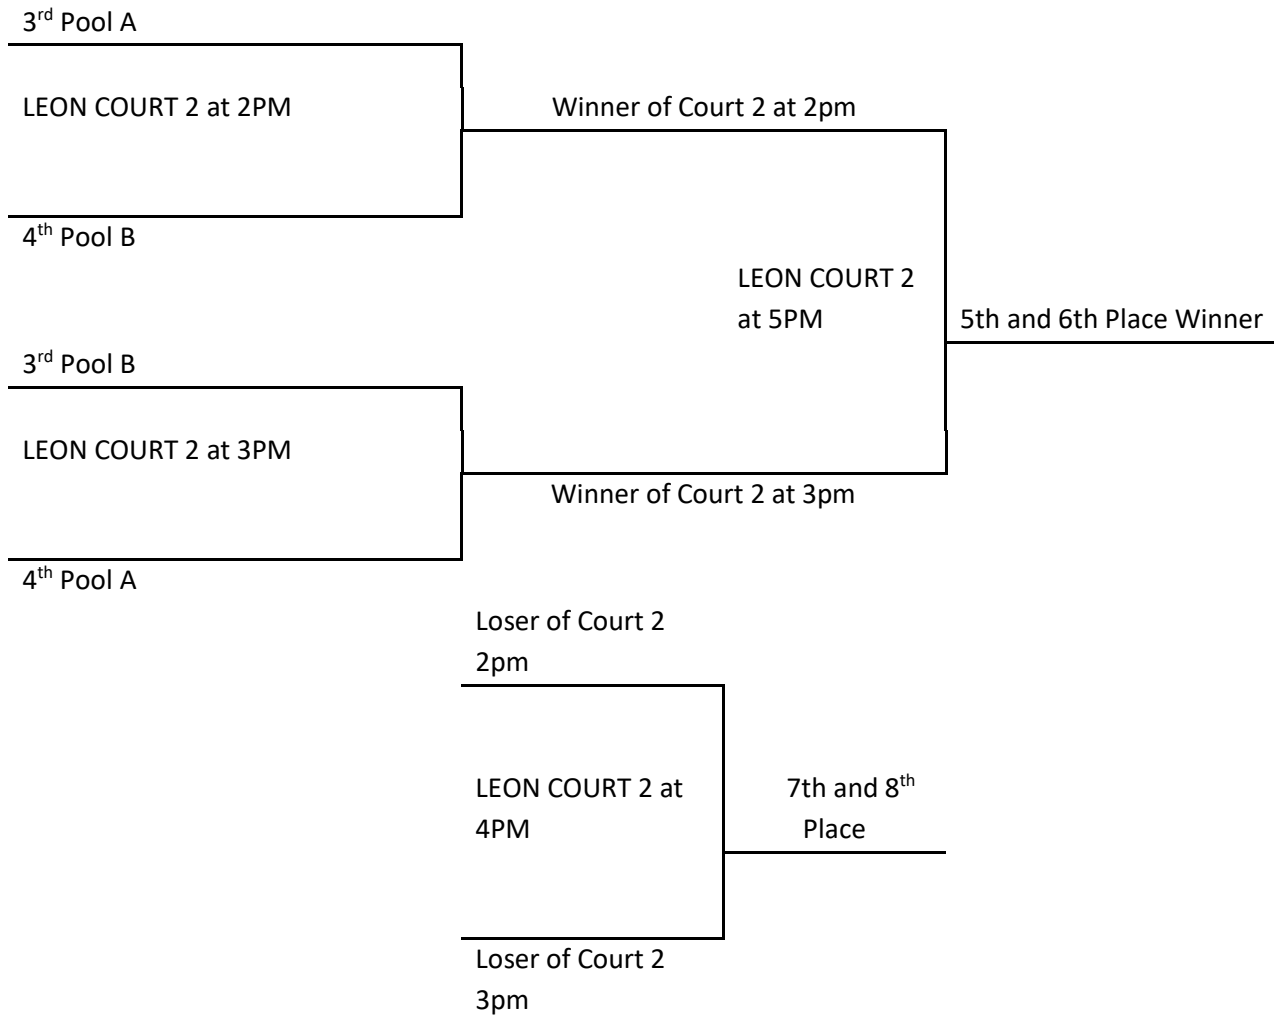 3rd Pool A
LEON COURT 2 at 2PM
Winner of Court 2 at 2pm
4th Pool B
LEON COURT 2
at 5PM
5th and 6th Place Winner
3rd Pool B
LEON COURT 2 at 3PM
Winner of Court 2 at 3pm
4th Pool A
Loser of Court 2
2pm
LEON COURT 2 at
4PM
7th and 8th
Place
Loser of Court 2
3pm